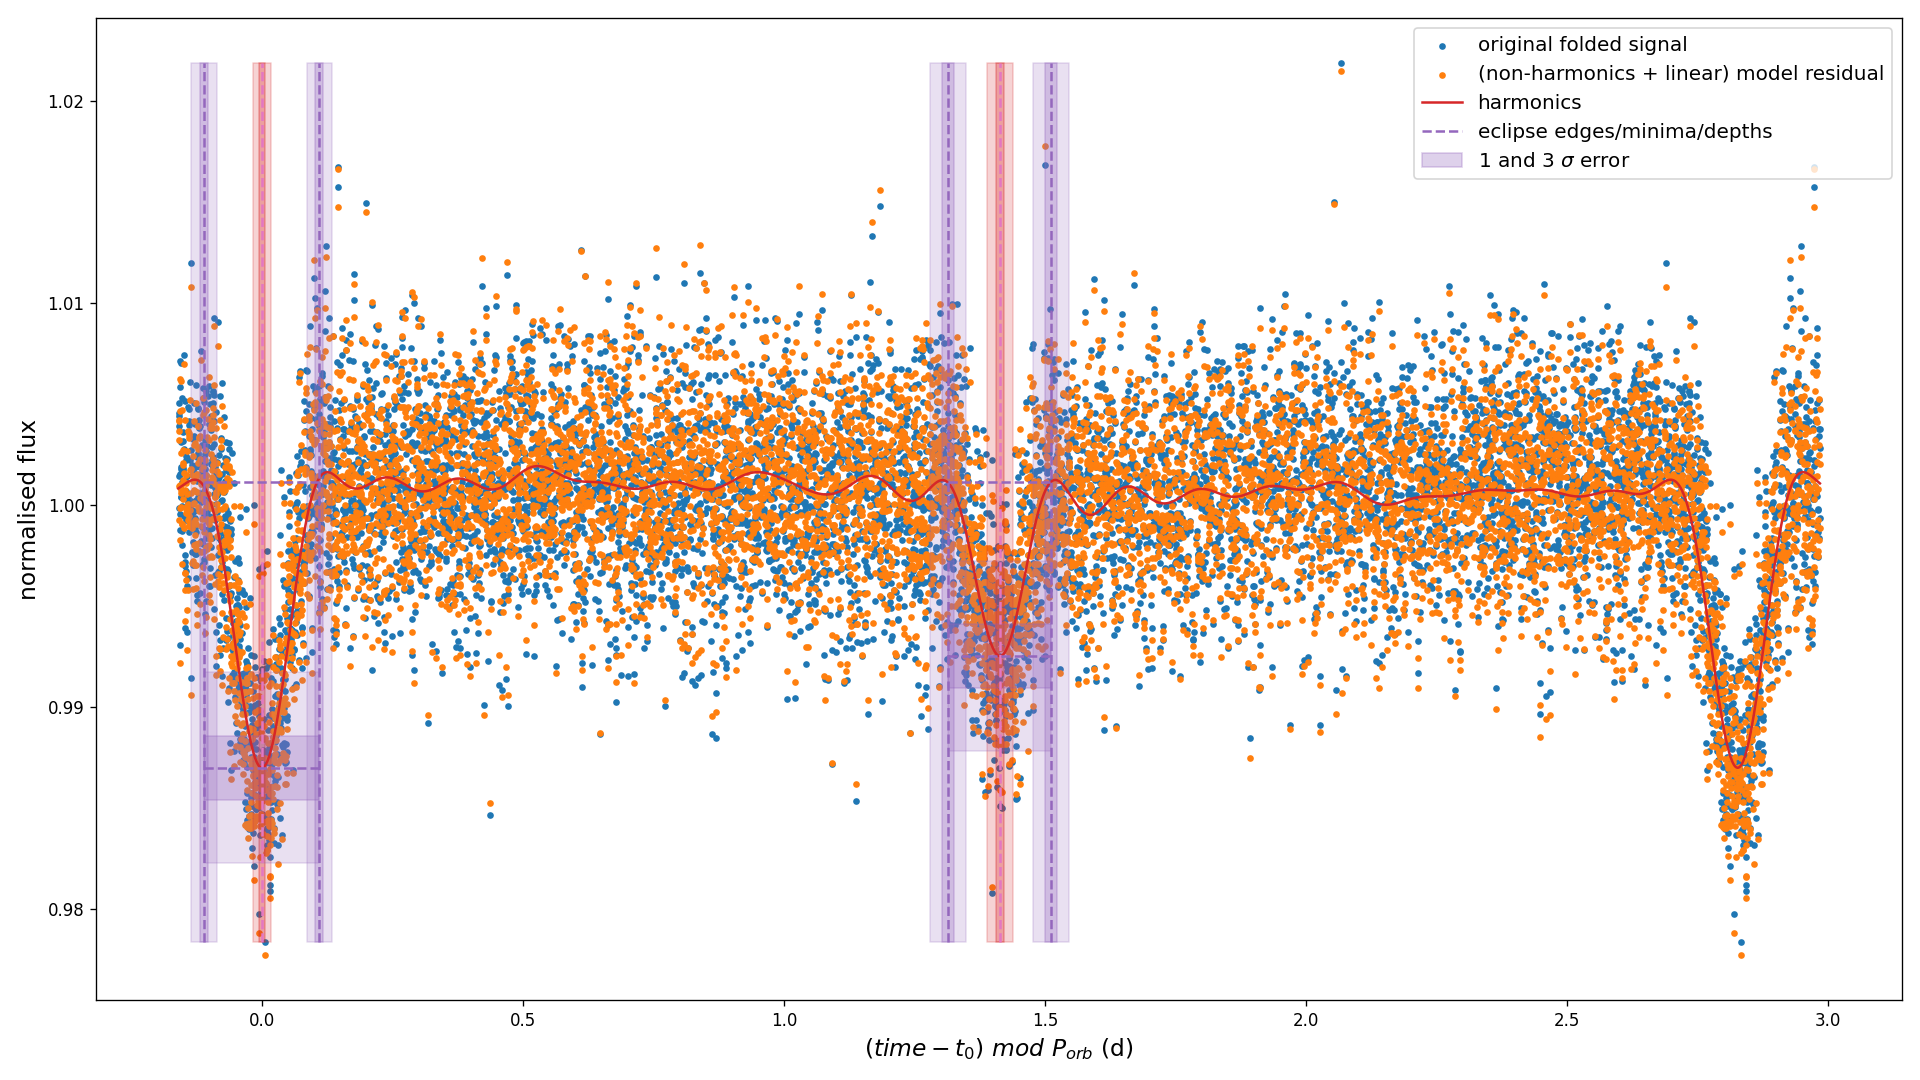 original folded signal
(non-harmonics + linear) model residual
harmonics
eclipse edges/minima/depths
1 and 3 σ error
normalised flux
1.02
1.01
1.00
0.99
0.98
0.0 0.5 1.0 1.5 2.0 2.5 3.0
(time − t₀) mod Pₒᵣb (d)